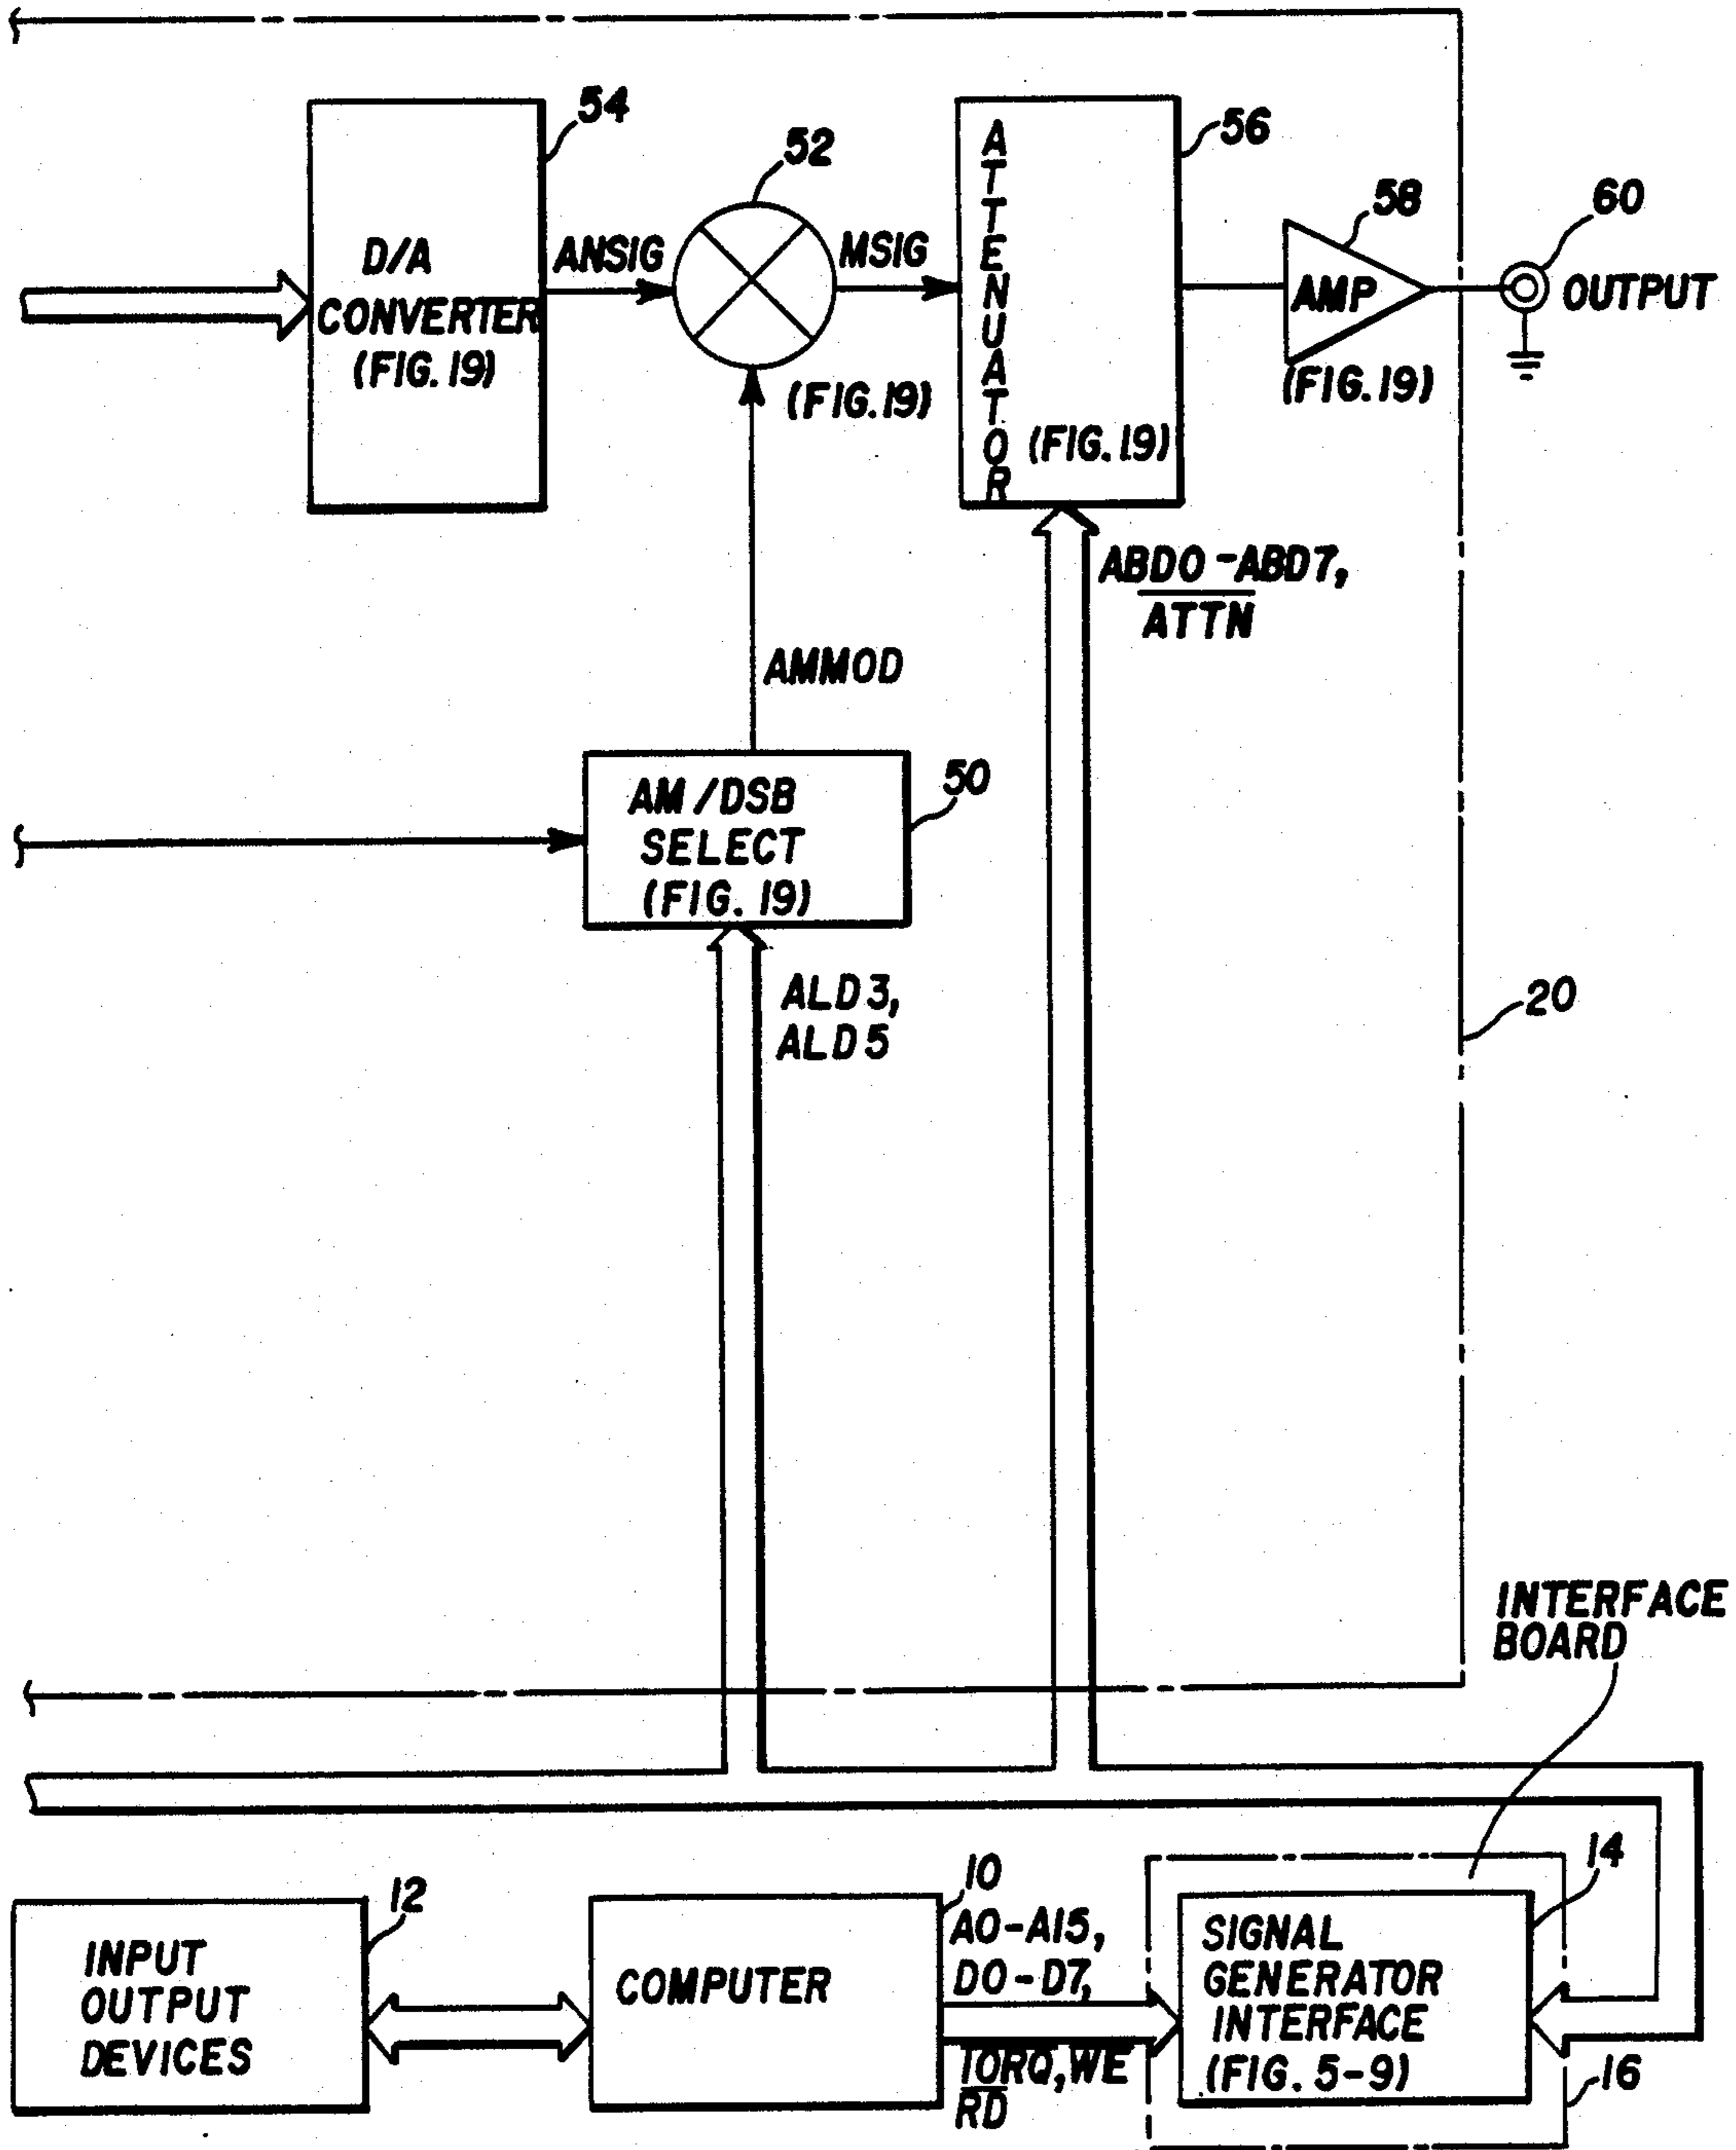 54
52
56
58
60
D/A
CONVERTER
(FIG. 19)
ANSIG
MSIG
(FIG. 19)
ATTENUATOR
(FIG. 19)
AMP
(FIG. 19)
OUTPUT
ABD0-ABD7,
ATTN
AMMOD
AM/DSB
SELECT
(FIG. 19)
50
ALD3,
ALD5
20
INTERFACE
BOARD
INPUT
OUTPUT
DEVICES
12
COMPUTER
10
A0-A15,
D0-D7,
IORQ, WE
RD
SIGNAL
GENERATOR
INTERFACE
(FIG. 5-9)
14
16